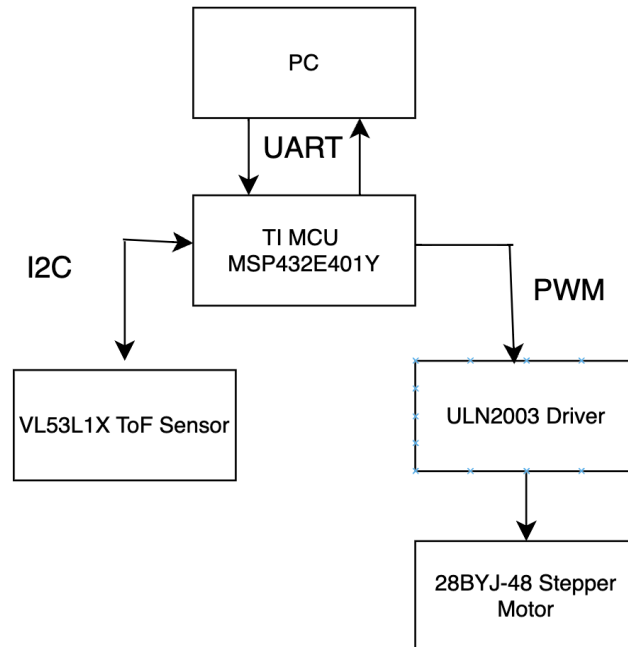 PC
UART
TI MCU
MSP432E401Y
I2C
PWM
VL53L1X ToF Sensor
ULN2003 Driver
28BYJ-48 Stepper
Motor